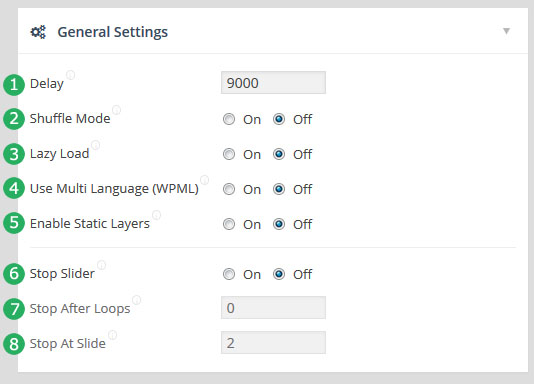 General Settings
1 Delay 9000
2 Shuffle Mode On Off
3 Lazy Load On Off
4 Use Multi Language (WPML) On Off
5 Enable Static Layers On Off
6 Stop Slider On Off
7 Stop After Loops 0
8 Stop At Slide 2